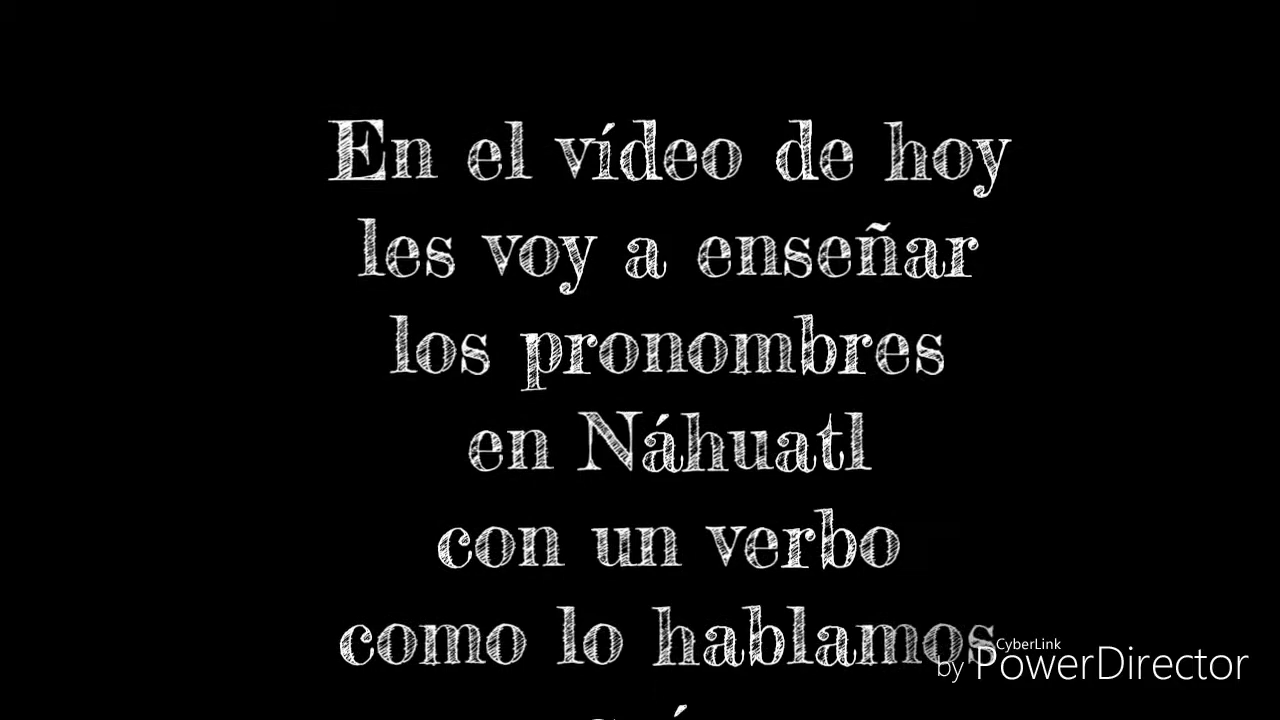 En el vídeo de hoy
les voy a enseñar
los pronombres
en Náhuatl
con un verbo
como lo hablamos
CyberLink
by PowerDirector